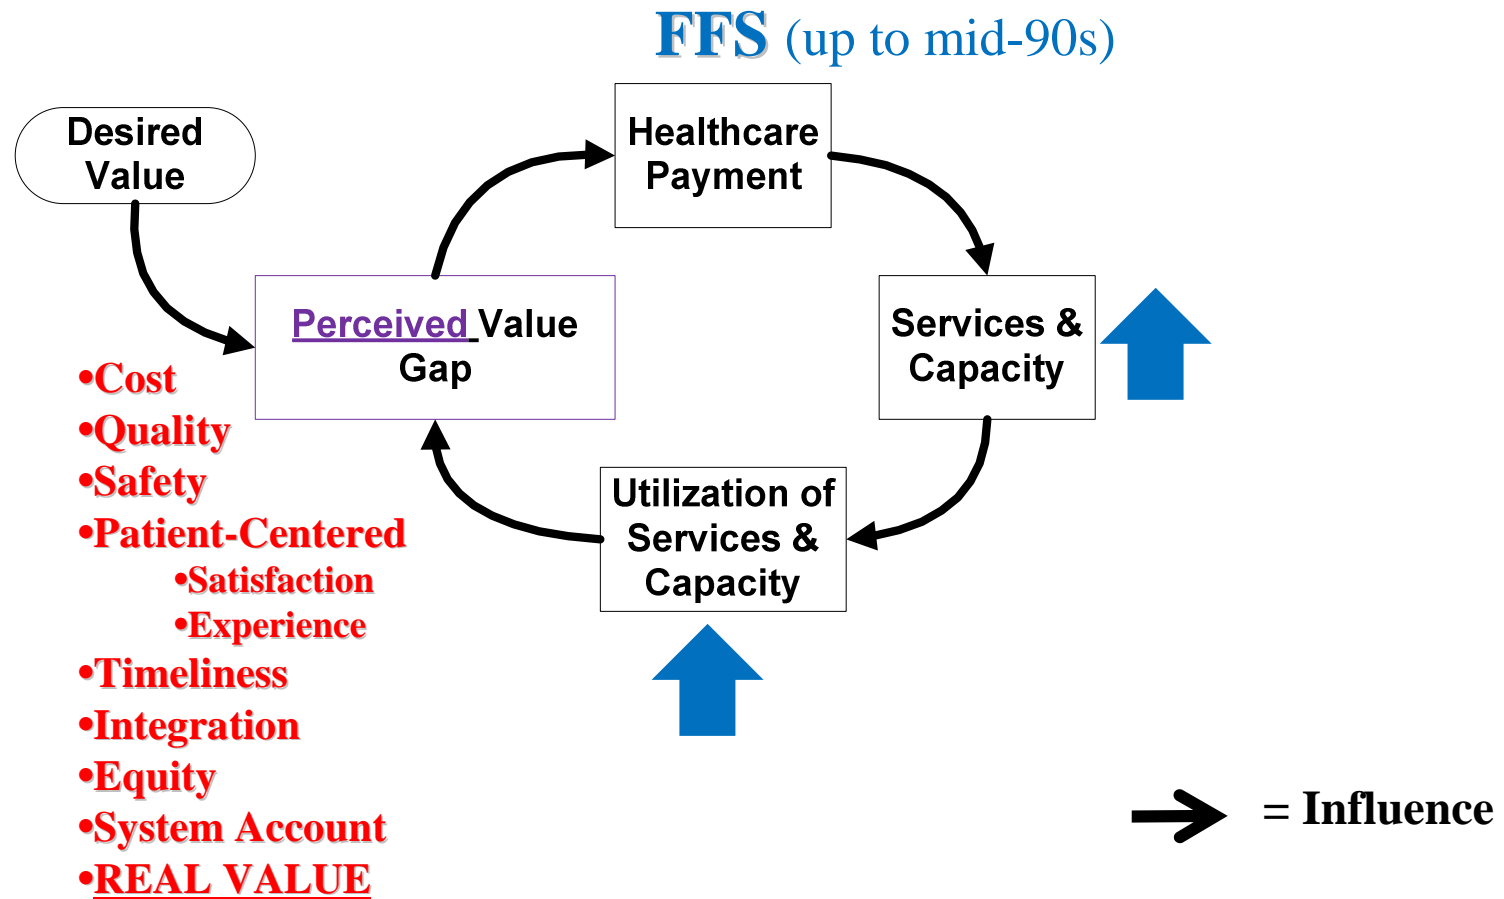 FFS (up to mid-90s)
Desired
Value
Healthcare
Payment
Perceived Value
Gap
Services &
Capacity
Utilization of
Services &
Capacity
•Cost
•Quality
•Safety
•Patient-Centered
•Satisfaction
•Experience
•Timeliness
•Integration
•Equity
•System Account
•REAL VALUE
= Influence